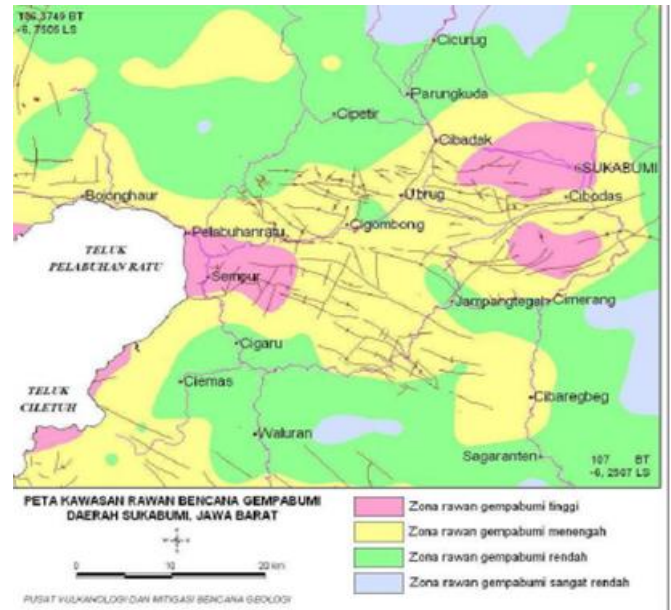 106,3749 BT
-6,7505 LS
Cicurug
Parungkuda
Cipetir
Cibadak
SUKABUMI
Bojonghaur
Ubrug
Cibodas
Cigombong
Pelabuhanratu
TELUK
PELABUHAN RATU
Sempur
Jampangtegah
Cimerang
Cigaru
TELUK
CILETUH
Ciemas
Cibaregbeg
Waluran
Sagaranten
107 BT
-6, 2907 LS
PETA KAWASAN RAWAN BENCANA GEMPABUMI
DAERAH SUKABUMI, JAWA BARAT
0 10 20 km
PUSAT VULKANOLOGI DAN MITIGASI BENCANA GEOLOGI
Zona rawan gempabumi tinggi
Zona rawan gempabumi menengah
Zona rawan gempabumi rendah
Zona rawan gempabumi sangat rendah